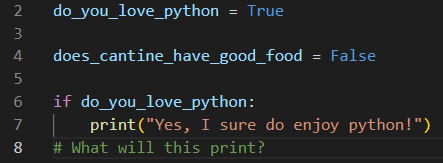 2 do_you_love_python = True
3
4 does_cantine_have_good_food = False
5
6 if do_you_love_python:
7     print("Yes, I sure do enjoy python!")
8 # What will this print?